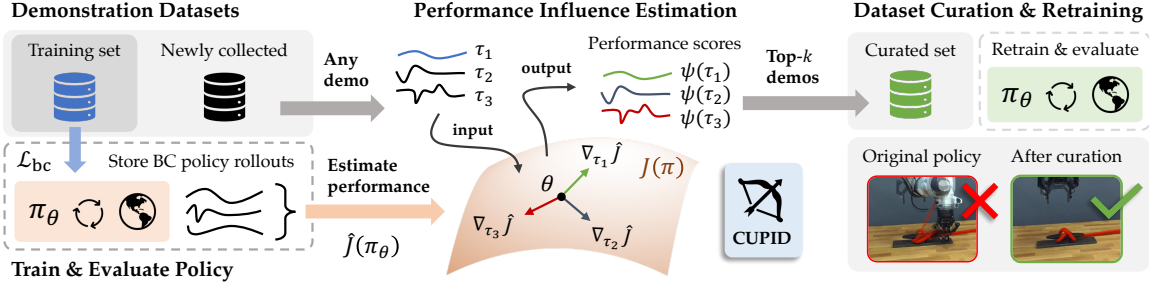 Demonstration Datasets
Training set
Newly collected
Any
demo
ℒbc
Store BC policy rollouts
πθ
Estimate
performance
Ĵ(πθ)
Train & Evaluate Policy
Performance Influence Estimation
τ1
τ2
τ3
input
output
Performance scores
ψ(τ1)
ψ(τ2)
ψ(τ3)
θ
∇τ1 Ĵ
J(π)
∇τ3 Ĵ
∇τ2 Ĵ
CUPID
Top-k
demos
Dataset Curation & Retraining
Curated set
Retrain & evaluate
πθ
Original policy
After curation